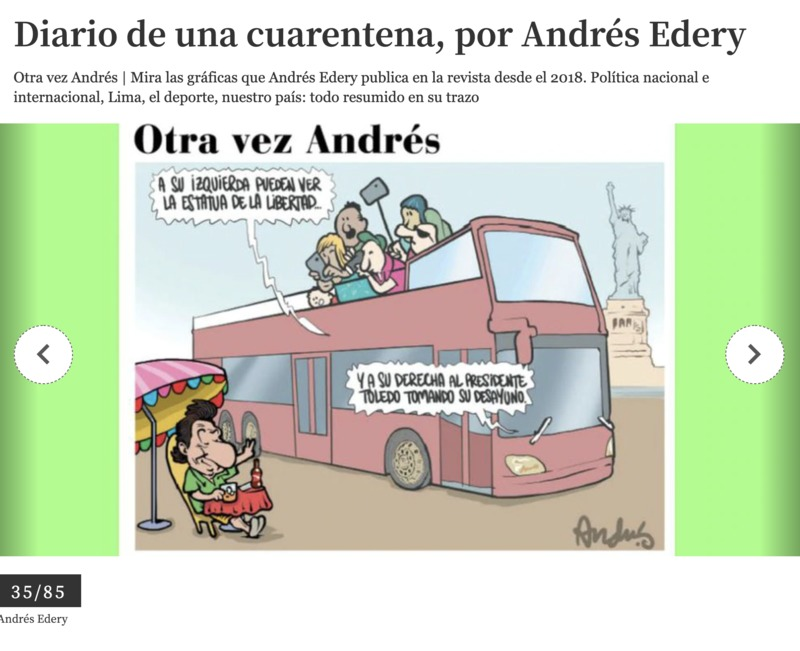 Diario de una cuarentena, por Andrés Edery
Otra vez Andrés | Mira las gráficas que Andrés Edery publica en la revista desde el 2018. Política nacional e
internacional, Lima, el deporte, nuestro país: todo resumido en su trazo
Otra vez Andrés
A SU IZQUIERDA PUEDEN VER
LA ESTATUA DE LA LIBERTAD...
Y A SU DERECHA AL PRESIDENTE
TOLEDO TOMANDO SU DESAYUNO.
Andrés
35/85
Andrés Edery